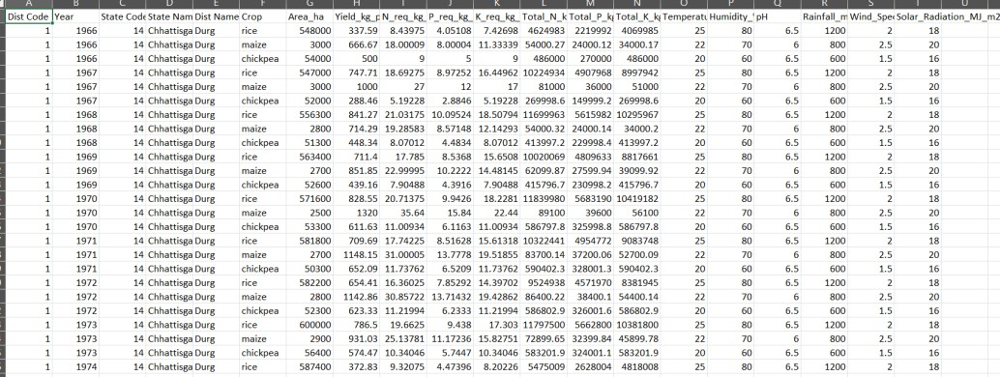 A B C D E F G H I J K L M N O P Q R S T U
Dist Code Year State Code State Nam Dist Name Crop Area_ha Yield_kg_p N_req_kg_ P_req_kg_ K_req_kg_ Total_N_k Total_P_k Total_K_k Temperatu Humidity_ pH Rainfall_m Wind_Spe Solar_Radiation_MJ_m2
1 1966 14 Chhattisga Durg rice 548000 337.59 8.43975 4.05108 7.42698 4624983 2219992 4069985 25 80 6.5 1200 2 18
1 1966 14 Chhattisga Durg maize 3000 666.67 18.00009 8.00004 11.33339 54000.27 24000.12 34000.17 22 70 6 800 2.5 20
1 1966 14 Chhattisga Durg chickpea 54000 500 9 5 9 486000 270000 486000 20 60 6.5 600 1.5 16
1 1967 14 Chhattisga Durg rice 547000 747.71 18.69275 8.97252 16.44962 10224934 4907968 8997942 25 80 6.5 1200 2 18
1 1967 14 Chhattisga Durg maize 3000 1000 27 12 17 81000 36000 51000 22 70 6 800 2.5 20
1 1967 14 Chhattisga Durg chickpea 52000 288.46 5.19228 2.8846 5.19228 269998.6 149999.2 269998.6 20 60 6.5 600 1.5 16
1 1968 14 Chhattisga Durg rice 556300 841.27 21.03175 10.09524 18.50794 11699963 5615982 10295967 25 80 6.5 1200 2 18
1 1968 14 Chhattisga Durg maize 2800 714.29 19.28583 8.57148 12.14293 54000.32 24000.14 34000.2 22 70 6 800 2.5 20
1 1968 14 Chhattisga Durg chickpea 51300 448.34 8.07012 4.4834 8.07012 413997.2 229998.4 413997.2 20 60 6.5 600 1.5 16
1 1969 14 Chhattisga Durg rice 563400 711.4 17.785 8.5368 15.6508 10020069 4809633 8817661 25 80 6.5 1200 2 18
1 1969 14 Chhattisga Durg maize 2700 851.85 22.99995 10.2222 14.48145 62099.87 27599.94 39099.92 22 70 6 800 2.5 20
1 1969 14 Chhattisga Durg chickpea 52600 439.16 7.90488 4.3916 7.90488 415796.7 230998.2 415796.7 20 60 6.5 600 1.5 16
1 1970 14 Chhattisga Durg rice 571600 828.55 20.71375 9.9426 18.2281 11839980 5683190 10419182 25 80 6.5 1200 2 18
1 1970 14 Chhattisga Durg maize 2500 1320 35.64 15.84 22.44 89100 39600 56100 22 70 6 800 2.5 20
1 1970 14 Chhattisga Durg chickpea 53300 611.63 11.00934 6.1163 11.00934 586797.8 325998.8 586797.8 20 60 6.5 600 1.5 16
1 1971 14 Chhattisga Durg rice 581800 709.69 17.74225 8.51628 15.61318 10322441 4954772 9083748 25 80 6.5 1200 2 18
1 1971 14 Chhattisga Durg maize 2700 1148.15 31.00005 13.7778 19.51855 83700.14 37200.06 52700.09 22 70 6 800 2.5 20
1 1971 14 Chhattisga Durg chickpea 50300 652.09 11.73762 6.5209 11.73762 590402.3 328001.3 590402.3 20 60 6.5 600 1.5 16
1 1972 14 Chhattisga Durg rice 582200 654.41 16.36025 7.85292 14.39702 9524938 4571970 8381945 25 80 6.5 1200 2 18
1 1972 14 Chhattisga Durg maize 2800 1142.86 30.85722 13.71432 19.42862 86400.22 38400.1 54400.14 22 70 6 800 2.5 20
1 1972 14 Chhattisga Durg chickpea 52300 623.33 11.21994 6.2333 11.21994 586802.9 326001.6 586802.9 20 60 6.5 600 1.5 16
1 1973 14 Chhattisga Durg rice 600000 786.5 19.6625 9.438 17.303 11797500 5662800 10381800 25 80 6.5 1200 2 18
1 1973 14 Chhattisga Durg maize 2900 931.03 25.13781 11.17236 15.82751 72899.65 32399.84 45899.78 22 70 6 800 2.5 20
1 1973 14 Chhattisga Durg chickpea 56400 574.47 10.34046 5.7447 10.34046 583201.9 324001.1 583201.9 20 60 6.5 600 1.5 16
1 1974 14 Chhattisga Durg rice 587400 372.83 9.32075 4.47396 8.20226 5475009 2628004 4818008 25 80 6.5 1200 2 18